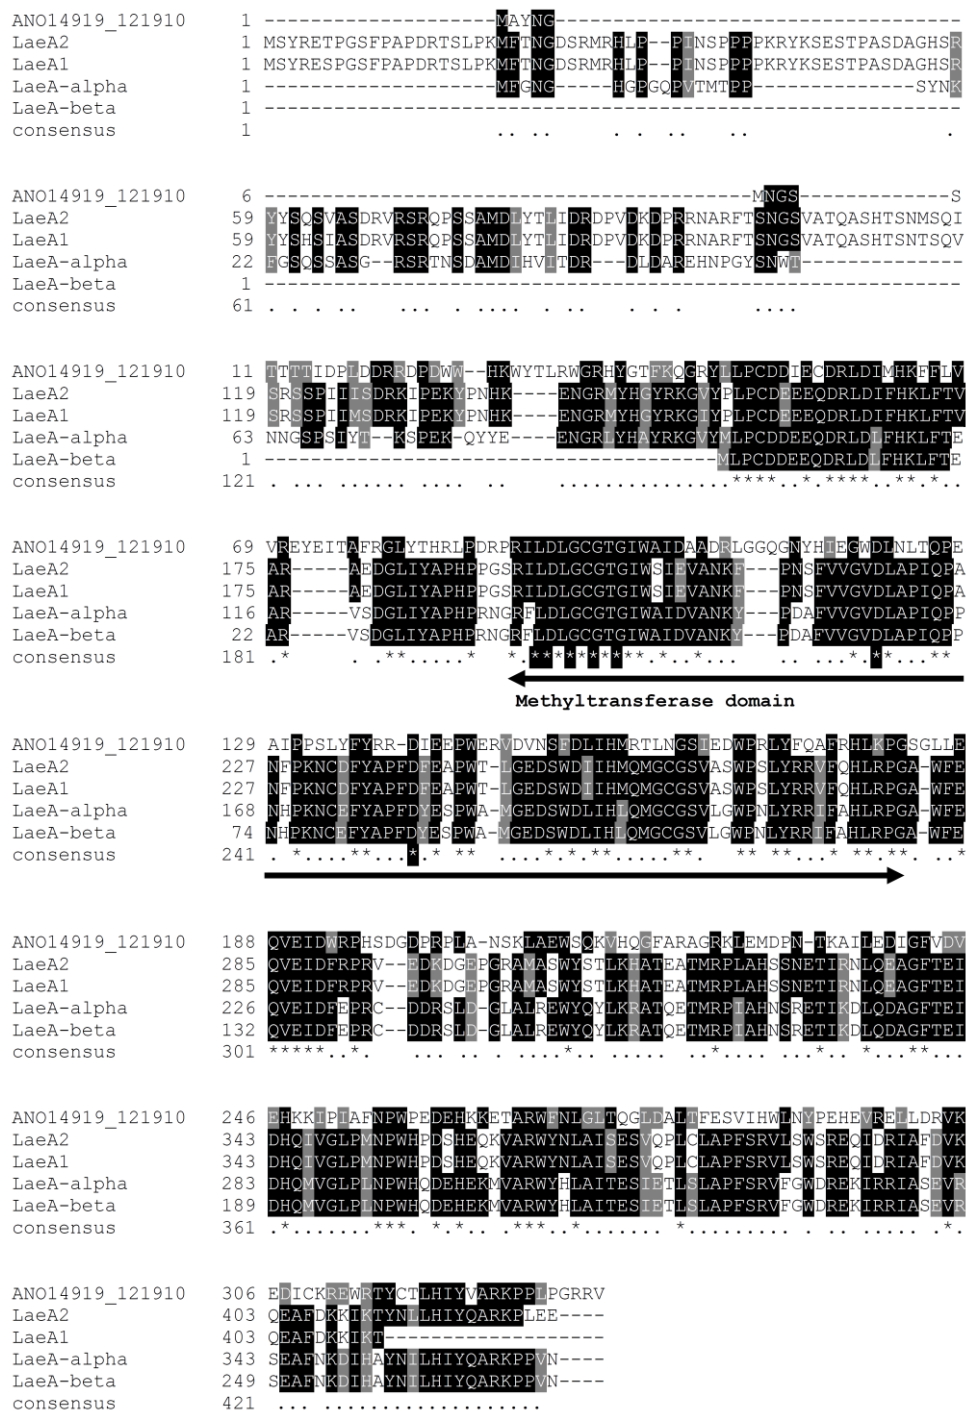 ANO14919_121910 1 --------------------MAYNG-----------------------------------
LaeA2 1 MSYRETPGSFPAPDRTSLPKMFTNGDSRMRHLP--PINSPPPPKRYKSESTPASDAGHSR
LaeA1 1 MSYRESPGSFPAPDRTSLPKMFTNGDSRMRHLP--PINSPPPPKRYKSESTPASDAGHSR
LaeA-alpha 1 --------------------MFGNG-----HGPGQPVTMTPP--------------SYNK
LaeA-beta 1 ------------------------------------------------------------
consensus 1 .. .. . . . . .. .
ANO14919_121910 6 ------------------------------------------MNGS-------------S
LaeA2 59 YYSQSVASDRVRSRQPSSAMDLYTLIDRDPVDKDPRRNARFTSNGSVATQASHTSNMSQI
LaeA1 59 YYSHSIASDRVRSRQPSSAMDLYTLIDRDPVDKDPRRNARFTSNGSVATQASHTSNTSQV
LaeA-alpha 22 FGSQSSASG--RSRTNSDAMDIHVITDR---DLDAREHNPGYSNWT--------------
LaeA-beta 1 ------------------------------------------------------------
consensus 61 . . . .. ... . .... . .. . . . ....
ANO14919_121910 11 TTTTIDPLDDRRDPDWW--HKWYTLRWGRHYGTFKQGRYLLPCDDIECDRLDIMHKFFLV
LaeA2 119 SRSSPIIISDRKIPEKYPNHK----ENGRMYHGYRKGVYPLPCDEEEQDRLDIFHKLFTV
LaeA1 119 SRSSPIIISDRKIPEKYPNHK----ENGRMYHGYRKGIYPLPCDEEEQDRLDIFHKLFTV
LaeA-alpha 63 NNGSPSIYT--KSPEK-QYYE----ENGRLYHAYRKGVYMLPCDDEEQDRLDLFHKLFTE
LaeA-beta 1 ---------------------------------------MLPCDDEEQDRLDLFHKLFTE
consensus 121 . ... .... .... . . ...............****...****..**.*.
ANO14919_121910 69 VREYEITAFRGLYTHRLPDRPRILDLGCGTGIWAIDAADRLGGQGNYHIEGWDLNLTQPE
LaeA2 175 AR-----AEDGLIYAPHPPGSRILDLGCGTGIWSIEVANKF---PNSFVVGVDLAPIQPA
LaeA1 175 AR-----AEDGLIYAPHPPGSRILDLGCGTGIWSIEVANKF---PNSFVVGVDLAPIQPA
LaeA-alpha 116 AR-----VSDGLIYAPHPRNGRFLDLGCGTGIWAIDVANKY---PDAFVVGVDLAPIQPP
LaeA-beta 22 AR-----VSDGLIYAPHPRNGRFLDLGCGTGIWAIDVANKY---PDAFVVGVDLAPIQPP
consensus 181 .* ..**.....* *.**.*.*.*..*.*..*... .. ..*.**...**
Methyltransferase domain
ANO14919_121910 129 AIPPSLYFYRR-DIEEPWERVDVNSFDLIHMRTLNGSIEDWPRLYFQAFRHLKPGSGLLE
LaeA2 227 NFPKNCDFYAPFDFEAPWT-LGEDSWDLIHMQMGCGSVASWPSLYRRVFQHLRPGA-WFE
LaeA1 227 NFPKNCDFYAPFDFEAPWT-LGEDSWDIIHMQMGCGSVASWPSLYRRVFQHLRPGA-WFE
LaeA-alpha 168 NHPKNCEFYAPFDYESPWA-MGEDSWDLIHLQMGCGSVLGWPNLYRRIFAHLRPGA-WFE
LaeA-beta 74 NHPKNCEFYAPFDYESPWA-MGEDSWDLIHLQMGCGSVLGWPNLYRRIFAHLRPGA-WFE
consensus 241 . *....**...*.*.** ....*.*.**....**...**.**...*.**.**. ..*
ANO14919_121910 188 QVEIDWRPHSDGDPRPLA-NSKLAEWSQKVHQGFARAGRKLEMDPN-TKAILEDIGFVDV
LaeA2 285 QVEIDFRPRV--EDKDGEPGRAMASWYSTLKHATEATMRPLAHSSNETIRNLQEAGFTEI
LaeA1 285 QVEIDFRPRV--EDKDGEPGRAMASWYSTLKHATEATMRPLAHSSNETIRNLQEAGFTEI
LaeA-alpha 226 QVEIDFEPRC--DDRSLD-GLALREWYQYLKRATQETMRPIAHNSRETIKDLQDAGFTEI
LaeA-beta 132 QVEIDFEPRC--DDRSLD-GLALREWYQYLKRATQETMRPIAHNSRETIKDLQDAGFTEI
consensus 301 *****..*. ... .. . ....*.. . ...... *. ... . .*...*..**...
ANO14919_121910 246 EHKKIPIAFNPWPEDEHKKETARWFNLGLTQGLDALTFESVIHWLNYPEHEVRELLDRVK
LaeA2 343 DHQIVGLPMNPWHPDSHEQKVARWYNLAISESVQPLCLAPFSRVLSWSREQIDRIAFDVK
LaeA1 343 DHQIVGLPMNPWHPDSHEQKVARWYNLAISESVQPLCLAPFSRVLSWSREQIDRIAFDVK
LaeA-alpha 283 DHQMVGLPLNPWHQDEHEKMVARWYHLAITESIETLSLAPFSRVFGWDREKIRRIASEVR
LaeA-beta 189 DHQMVGLPLNPWHQDEHEKMVARWYHLAITESIETLSLAPFSRVFGWDREKIRRIASEVR
consensus 361 .*.......***..*.*....***..*........*......................*.
ANO14919_121910 306 EDICKREWRTYCTLHIYVARKPPLPGRRV
LaeA2 403 QEAFDKKIKTYNLLHIYQARKPLEE----
LaeA1 403 QEAFDKKIKT-------------------
LaeA-alpha 343 SEAFNKDIHAYNILHIYQARKPPVN----
LaeA-beta 249 SEAFNKDIHAYNILHIYQARKPPVN----
consensus 421 ... ...................